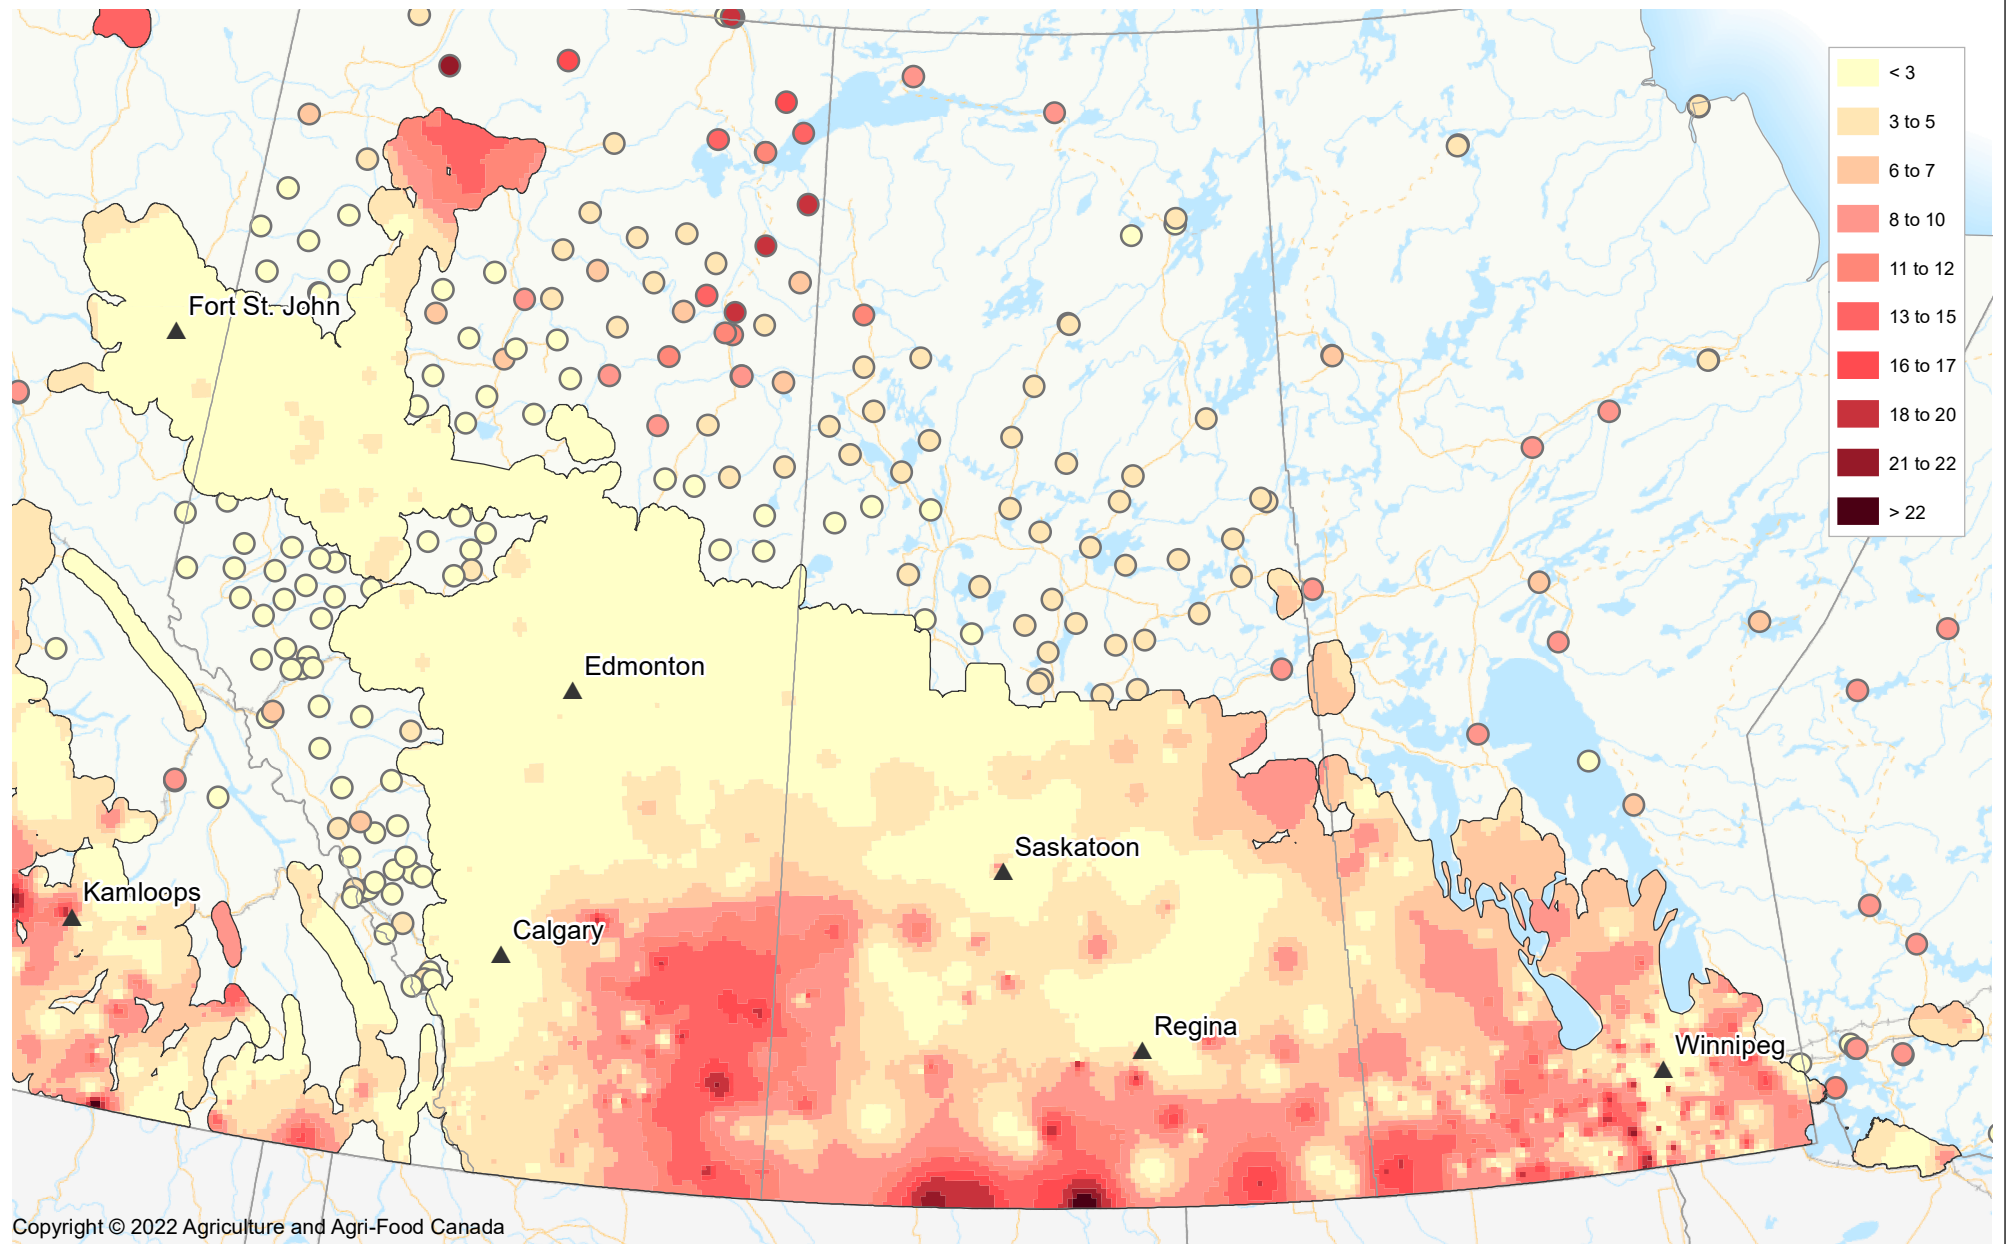 < 3
3 to 5
6 to 7
8 to 10
11 to 12
13 to 15
16 to 17
18 to 20
21 to 22
> 22
Fort St. John
Edmonton
Saskatoon
Kamloops
Calgary
Regina
Winnipeg
Copyright © 2022 Agriculture and Agri-Food Canada